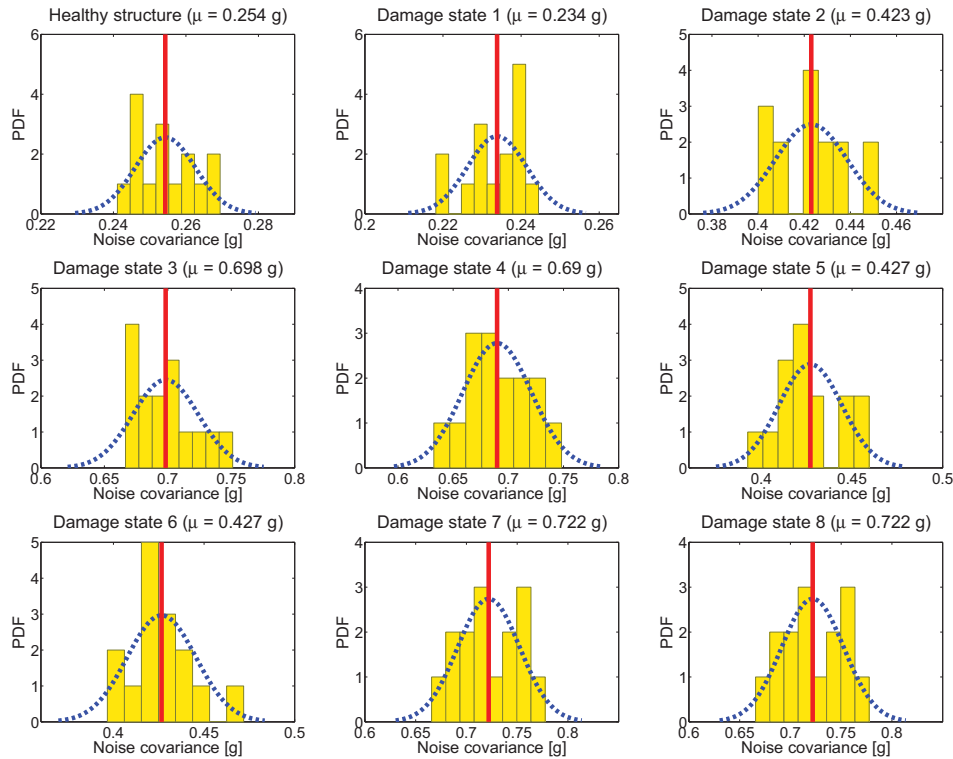 Healthy structure (μ = 0.254 g)
Damage state 1 (μ = 0.234 g)
Damage state 2 (μ = 0.423 g)
6
4
2
0
PDF
0.22 0.24 0.26 0.28
Noise covariance [g]
6
4
2
0
PDF
0.2 0.22 0.24 0.26
Noise covariance [g]
5
4
3
2
1
0
PDF
0.38 0.4 0.42 0.44 0.46
Noise covariance [g]
Damage state 3 (μ = 0.698 g)
Damage state 4 (μ = 0.69 g)
Damage state 5 (μ = 0.427 g)
5
4
3
2
1
0
PDF
0.6 0.65 0.7 0.75 0.8
Noise covariance [g]
4
3
2
1
0
PDF
0.6 0.65 0.7 0.75 0.8
Noise covariance [g]
5
4
3
2
1
0
PDF
0.4 0.45 0.5
Noise covariance [g]
Damage state 6 (μ = 0.427 g)
Damage state 7 (μ = 0.722 g)
Damage state 8 (μ = 0.722 g)
5
4
3
2
1
0
PDF
0.4 0.45 0.5
Noise covariance [g]
4
3
2
1
0
PDF
0.6 0.65 0.7 0.75 0.8
Noise covariance [g]
4
3
2
1
0
PDF
0.6 0.65 0.7 0.75 0.8
Noise covariance [g]